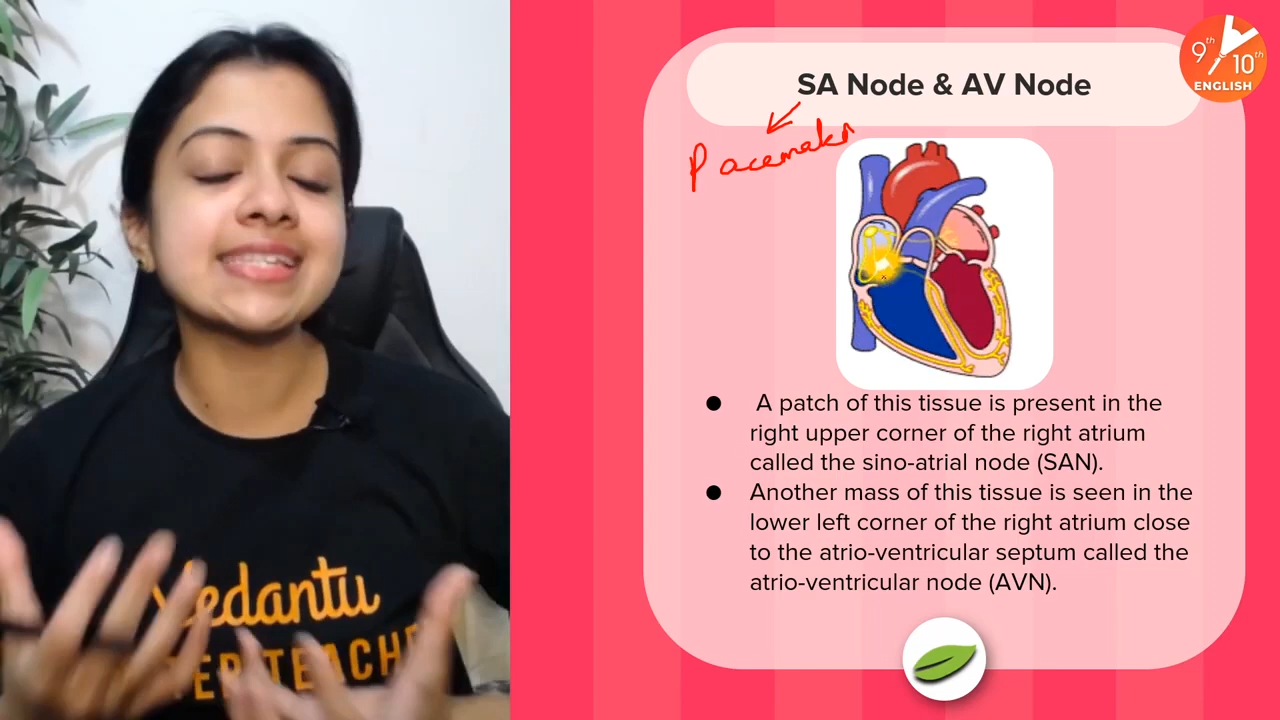 SA Node & AV Node
Pacemaker
9th
10th
ENGLISH
● A patch of this tissue is present in the
right upper corner of the right atrium
called the sino-atrial node (SAN).
● Another mass of this tissue is seen in the
lower left corner of the right atrium close
to the atrio-ventricular septum called the
atrio-ventricular node (AVN).
Vedantu
TEACH